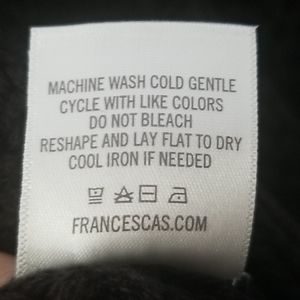 MACHINE WASH COLD GENTLE
CYCLE WITH LIKE COLORS
DO NOT BLEACH
RESHAPE AND LAY FLAT TO DRY
COOL IRON IF NEEDED
FRANCESCAS.COM